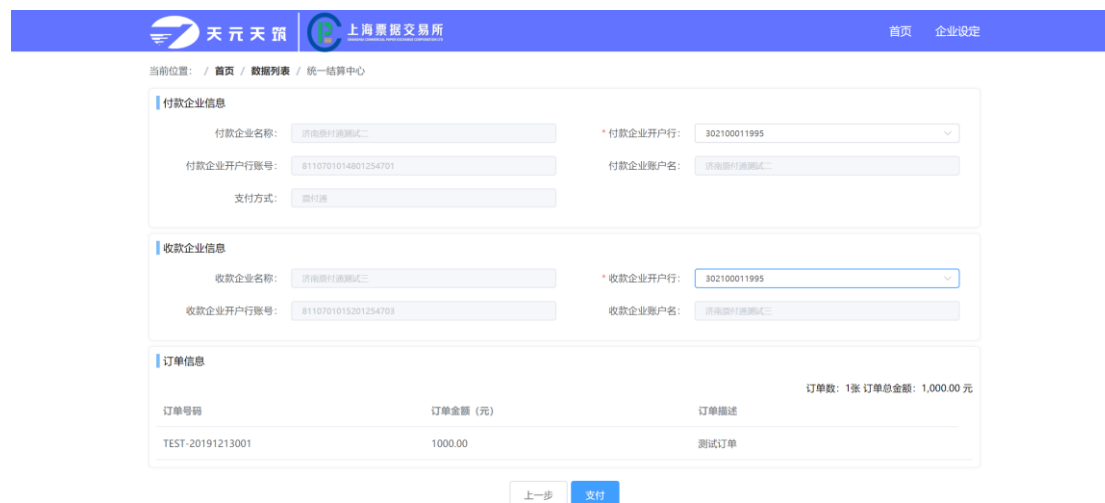 天元天筑 上海票据交易所 首页 企业设定
当前位置： / 首页 / 数据列表 / 统一结算中心
付款企业信息
付款企业名称： 济南票付通测试二 * 付款企业开户行： 302100011995
付款企业开户行账号： 8110701014801254701 付款企业账户名： 济南票付通测试二
支付方式： 票付通
收款企业信息
收款企业名称： 济南票付通测试三 * 收款企业开户行： 302100011995
收款企业开户行账号： 8110701015201254703 收款企业账户名： 济南票付通测试三
订单信息
订单数：1张 订单总金额：1,000.00 元
订单号码 订单金额（元） 订单描述
TEST-20191213001 1000.00 测试订单
上一步 支付